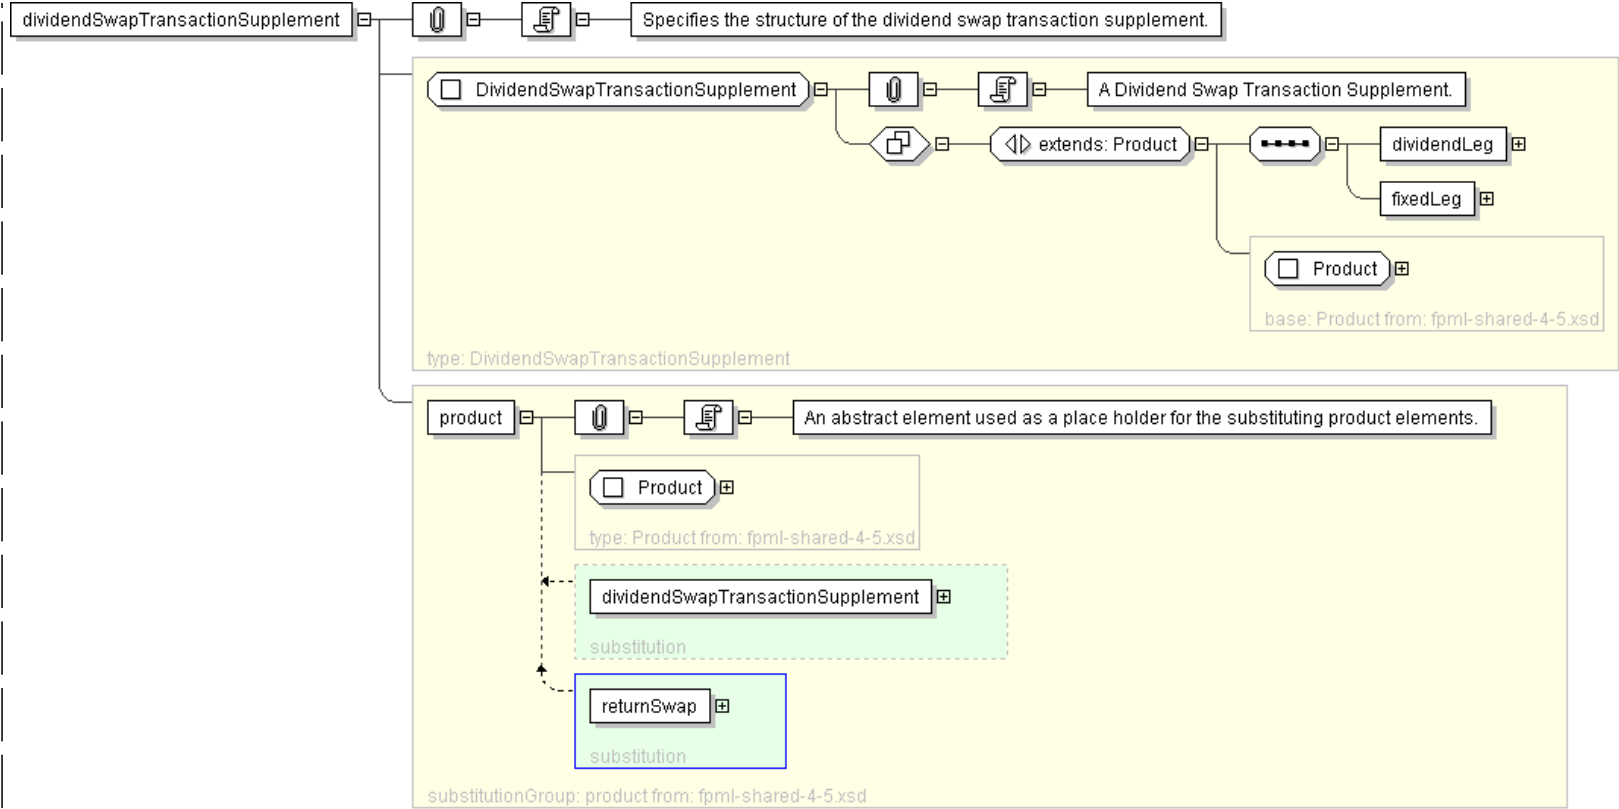 dividendSwapTransactionSupplement
Specifies the structure of the dividend swap transaction supplement.
DividendSwapTransactionSupplement
A Dividend Swap Transaction Supplement.
extends: Product
dividendLeg
fixedLeg
Product
base: Product from: fpml-shared-4-5.xsd
type: DividendSwapTransactionSupplement
product
An abstract element used as a place holder for the substituting product elements.
Product
type: Product from: fpml-shared-4-5.xsd
dividendSwapTransactionSupplement
substitution
returnSwap
substitution
substitutionGroup: product from: fpml-shared-4-5.xsd